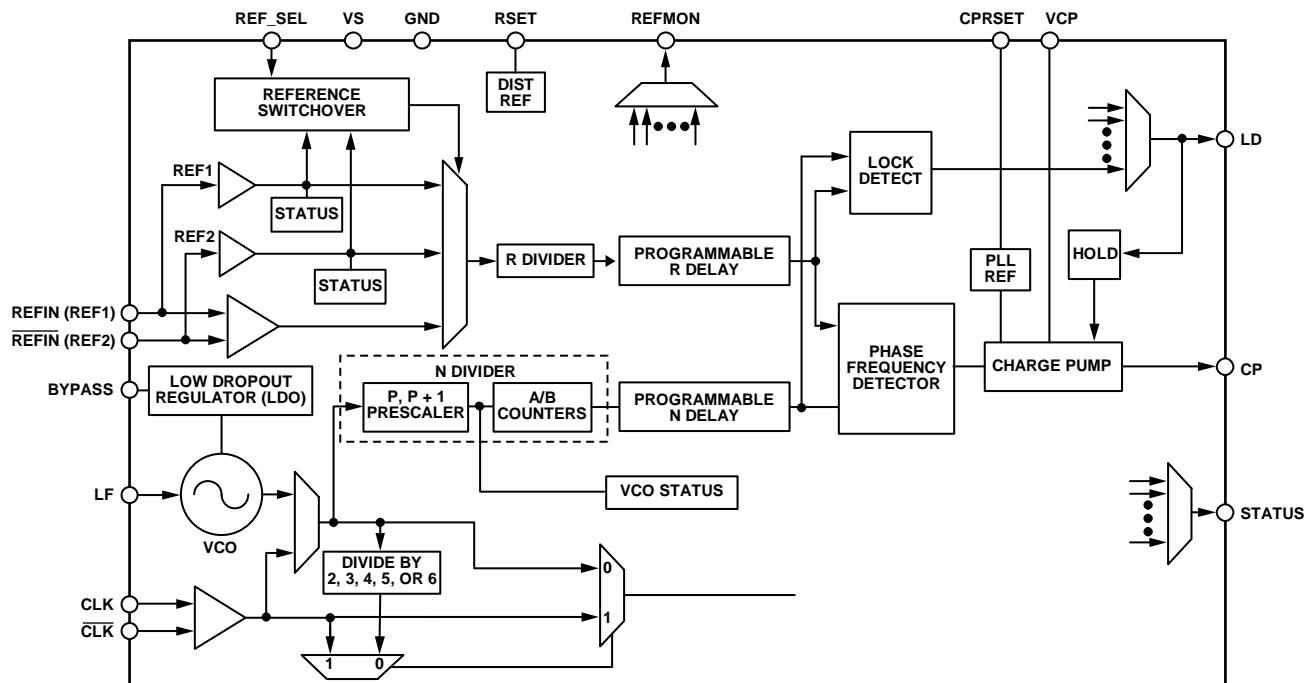 REF_SEL
VS
GND
RSET
REFMON
CPRSET
VCP
DIST
REF
REFERENCE
SWITCHOVER
LD
LOCK
DETECT
REF1
STATUS
REF2
STATUS
R DIVIDER
PROGRAMMABLE
R DELAY
PLL
REF
HOLD
REFIN (REF1)
REFIN (REF2)
PHASE
FREQUENCY
DETECTOR
CHARGE PUMP
CP
BYPASS
LOW DROPOUT
REGULATOR (LDO)
N DIVIDER
P, P + 1
PRESCALER
A/B
COUNTERS
PROGRAMMABLE
N DELAY
LF
VCO
VCO STATUS
STATUS
DIVIDE BY
2, 3, 4, 5, OR 6
0
CLK
CLK
1
1
0